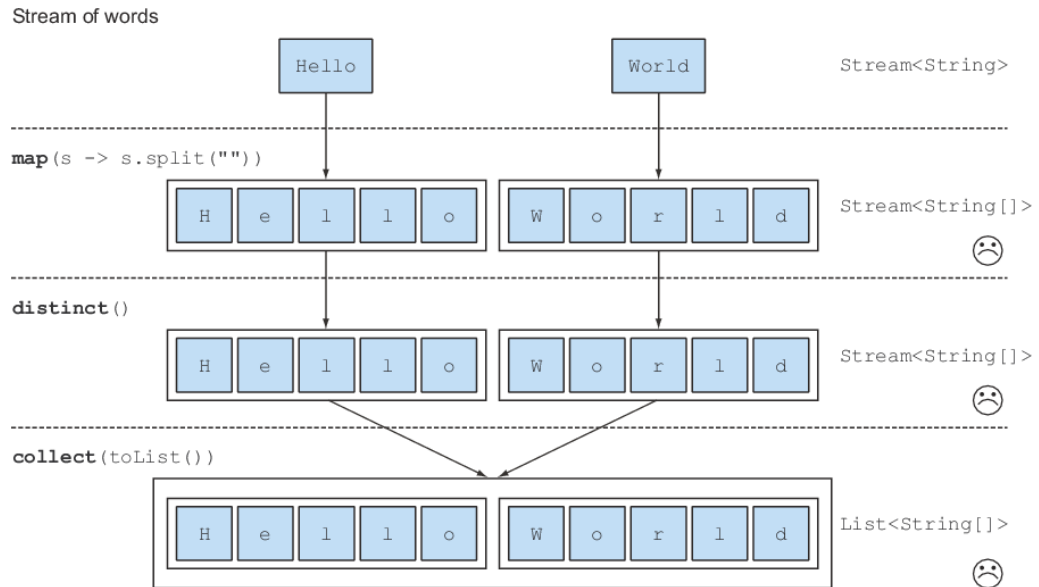 Stream of words
Hello World Stream<String>
map(s -> s.split(""))
H e l l o W o r l d Stream<String[]>
distinct()
H e l l o W o r l d Stream<String[]>
collect(toList())
H e l l o W o r l d List<String[]>